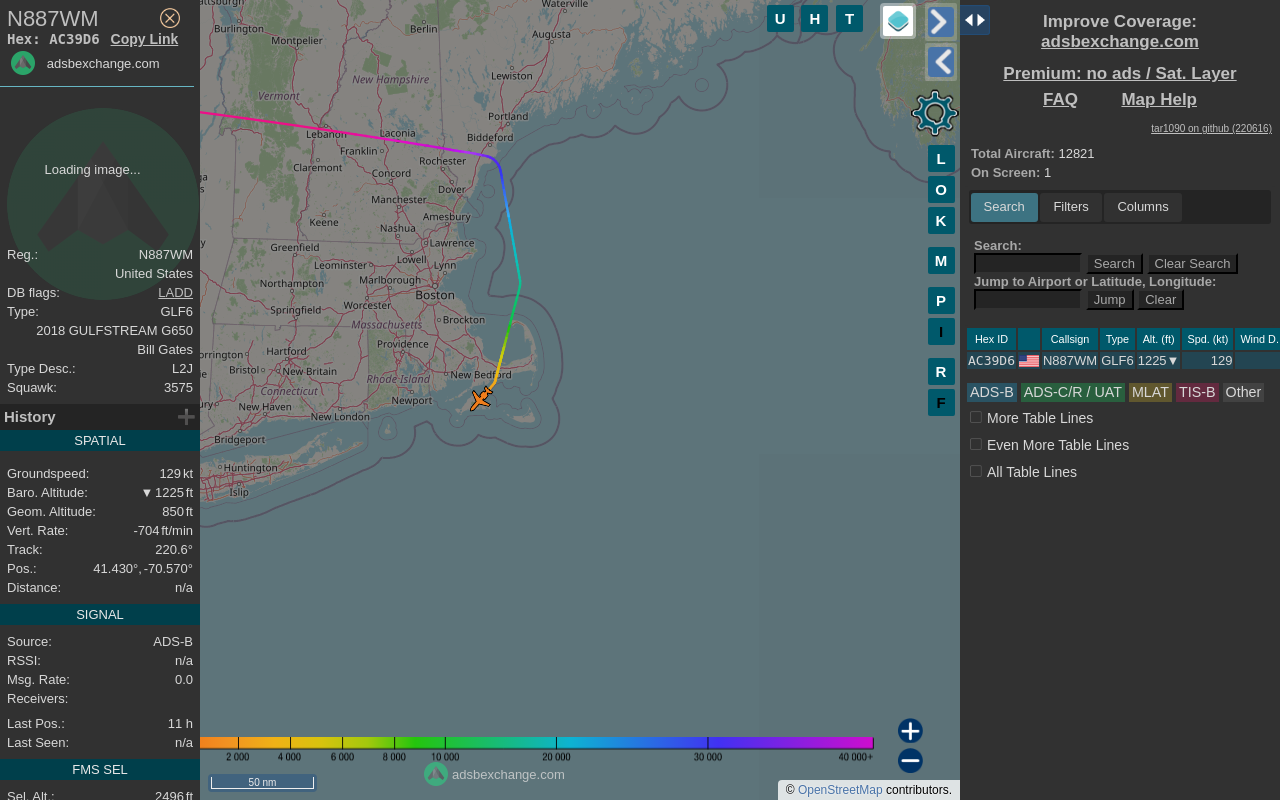 N887WM
Hex: AC39D6 Copy Link
adsbexchange.com
Loading image...
Reg.: N887WM
United States
DB flags: LADD
Type: GLF6
2018 GULFSTREAM G650
Bill Gates
Type Desc.: L2J
Squawk: 3575
History
SPATIAL
Groundspeed: 129 kt
Baro. Altitude: ▼ 1225 ft
Geom. Altitude: 850 ft
Vert. Rate: -704 ft/min
Track: 220.6°
Pos.: 41.430°, -70.570°
Distance: n/a
SIGNAL
Source: ADS-B
RSSI: n/a
Msg. Rate: 0.0
Receivers:
Last Pos.: 11 h
Last Seen: n/a
FMS SEL
Sel. Alt.: 2496 ft
Waterville
Burlington
Berlin
Montpelier
Augusta
Lewiston
New Hampshire
Vermont
Portland
Lebanon
Laconia
Biddeford
Franklin
Rochester
Claremont
Concord
Dover
Manchester
Amesbury
Keene
Nashua
Greenfield
Lawrence
Lowell
Leominster
Lynn
Northampton
Marlborough
Boston
Worcester
Springfield
Massachusetts
Brockton
Providence
Hartford
Bristol
New Britain
Rhode Island
New Bedford
Connecticut
Newport
New Haven
New London
Bridgeport
Huntington
Islip
U H T
L
O
K
M
P
I
R
F
2 000 4 000 6 000 8 000 10 000 20 000 30 000 40 000+
adsbexchange.com
50 nm
© OpenStreetMap contributors.
Improve Coverage:
adsbexchange.com
Premium: no ads / Sat. Layer
FAQ Map Help
tar1090 on github (220616)
Total Aircraft: 12821
On Screen: 1
Search Filters Columns
Search:
Search Clear Search
Jump to Airport or Latitude, Longitude:
Jump Clear
Hex ID Callsign Type Alt. (ft) Spd. (kt) Wind D.
AC39D6 N887WM GLF6 1225▼ 129
ADS-B ADS-C/R / UAT MLAT TIS-B Other
More Table Lines
Even More Table Lines
All Table Lines